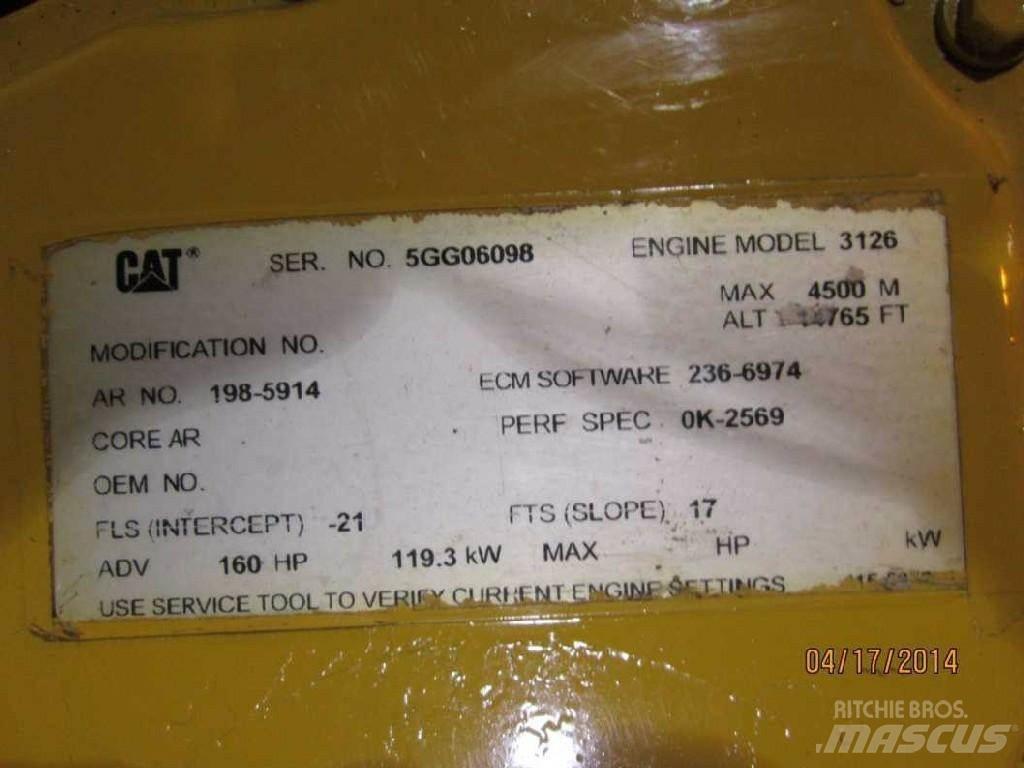 CAT® SER. NO. 5GG06098 ENGINE MODEL 3126
MAX 4500 M
ALT 14765 FT
MODIFICATION NO.
AR NO. 198-5914 ECM SOFTWARE 236-6974
CORE AR PERF SPEC 0K-2569
OEM NO.
FLS (INTERCEPT) -21 FTS (SLOPE) 17
ADV 160 HP 119.3 kW MAX HP kW
USE SERVICE TOOL TO VERIFY CURRENT ENGINE SETTINGS
04/17/2014
RITCHIE BROS.
MASCUS